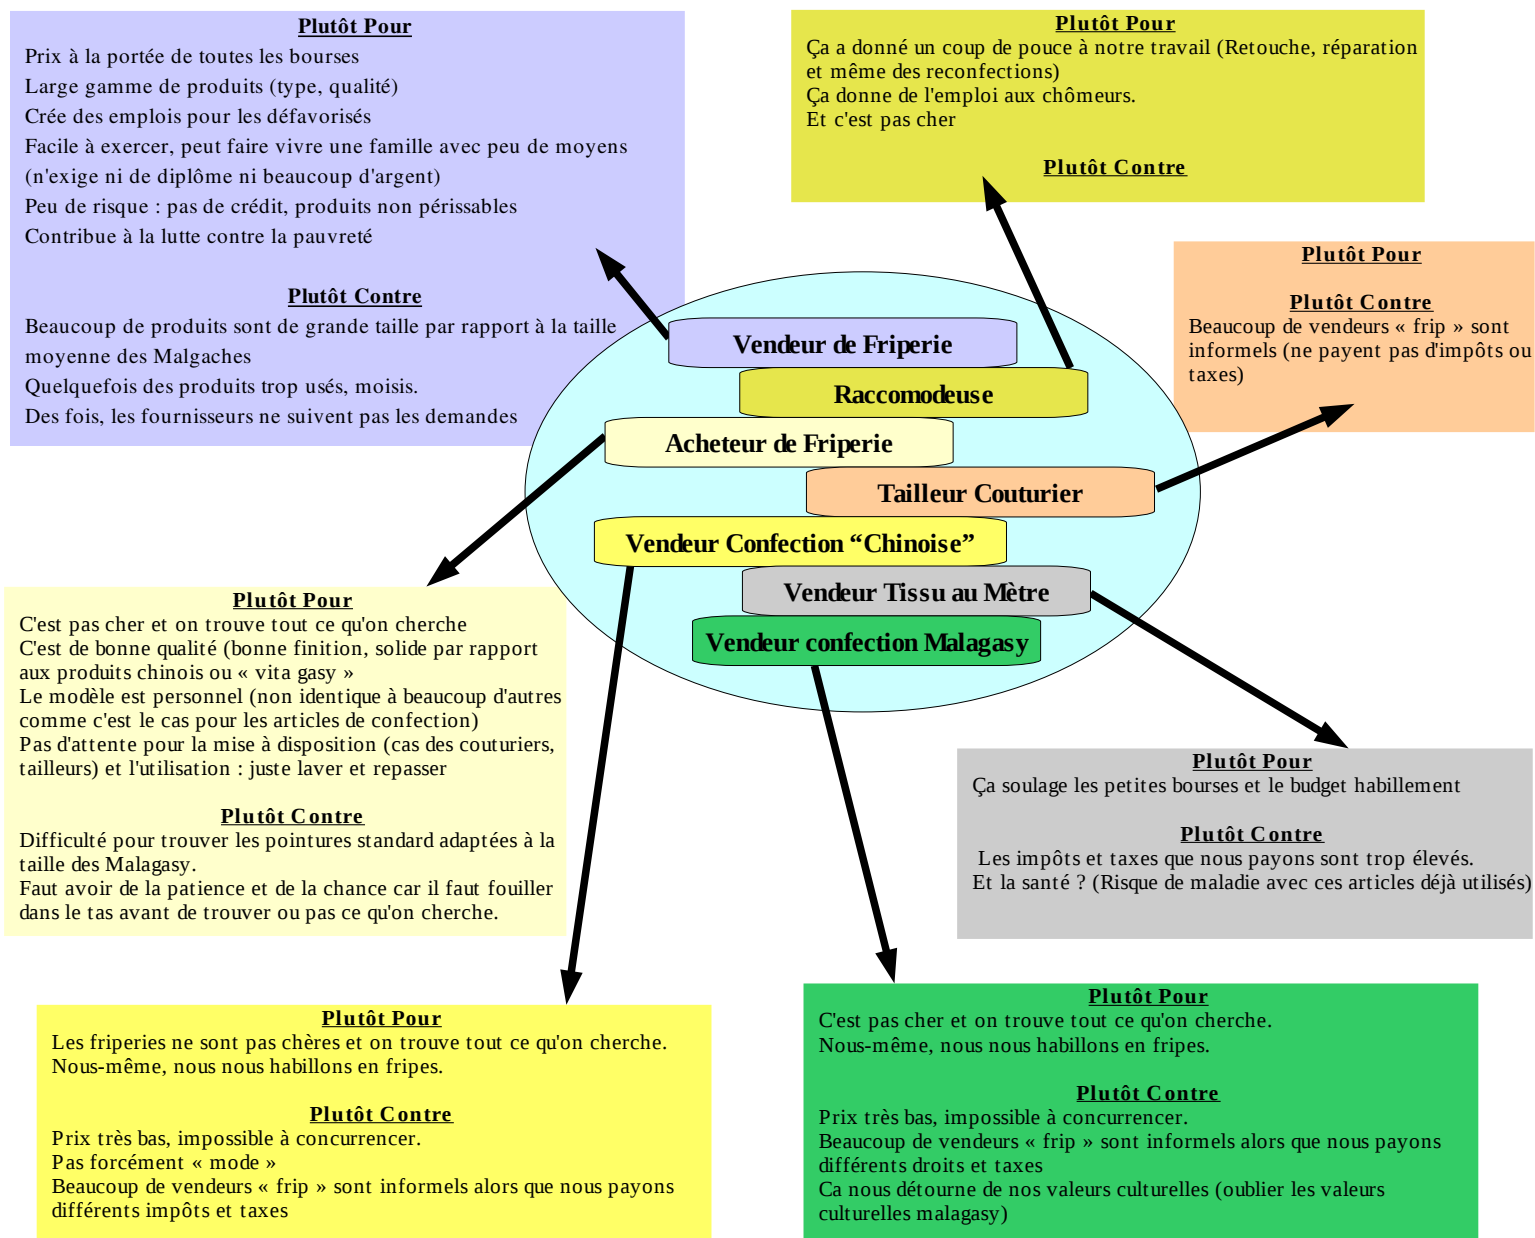 Plutôt Pour
Prix à la portée de toutes les bourses
Large gamme de produits (type, qualité)
Crée des emplois pour les défavorisés
Facile à exercer, peut faire vivre une famille avec peu de moyens
(n'exige ni de diplôme ni beaucoup d'argent)
Peu de risque : pas de crédit, produits non périssables
Contribue à la lutte contre la pauvreté
Plutôt Contre
Beaucoup de produits sont de grande taille par rapport à la taille
moyenne des Malgaches
Quelquefois des produits trop usés, moisis.
Des fois, les fournisseurs ne suivent pas les demandes
Plutôt Pour
Ça a donné un coup de pouce à notre travail (Retouche, réparation
et même des reconfections)
Ça donne de l'emploi aux chômeurs.
Et c'est pas cher
Plutôt Contre
Plutôt Pour
Plutôt Contre
Beaucoup de vendeurs « frip » sont
informels (ne payent pas d'impôts ou
taxes)
Vendeur de Friperie
Raccomodeuse
Acheteur de Friperie
Tailleur Couturier
Vendeur Confection “Chinoise”
Vendeur Tissu au Mètre
Vendeur confection Malagasy
Plutôt Pour
C'est pas cher et on trouve tout ce qu'on cherche
C'est de bonne qualité (bonne finition, solide par rapport
aux produits chinois ou « vita gasy »
Le modèle est personnel (non identique à beaucoup d'autres
comme c'est le cas pour les articles de confection)
Pas d'attente pour la mise à disposition (cas des couturiers,
tailleurs) et l'utilisation : juste laver et repasser
Plutôt Contre
Difficulté pour trouver les pointures standard adaptées à la
taille des Malagasy.
Faut avoir de la patience et de la chance car il faut fouiller
dans le tas avant de trouver ou pas ce qu'on cherche.
Plutôt Pour
Ça soulage les petites bourses et le budget habillement
Plutôt Contre
Les impôts et taxes que nous payons sont trop élevés.
Et la santé ? (Risque de maladie avec ces articles déjà utilisés)
Plutôt Pour
Les friperies ne sont pas chères et on trouve tout ce qu'on cherche.
Nous-même, nous nous habillons en fripes.
Plutôt Contre
Prix très bas, impossible à concurrencer.
Pas forcément « mode »
Beaucoup de vendeurs « frip » sont informels alors que nous payons
différents impôts et taxes
Plutôt Pour
C'est pas cher et on trouve tout ce qu'on cherche.
Nous-même, nous nous habillons en fripes.
Plutôt Contre
Prix très bas, impossible à concurrencer.
Beaucoup de vendeurs « frip » sont informels alors que nous payons
différents droits et taxes
Ca nous détourne de nos valeurs culturelles (oublier les valeurs
culturelles malagasy)